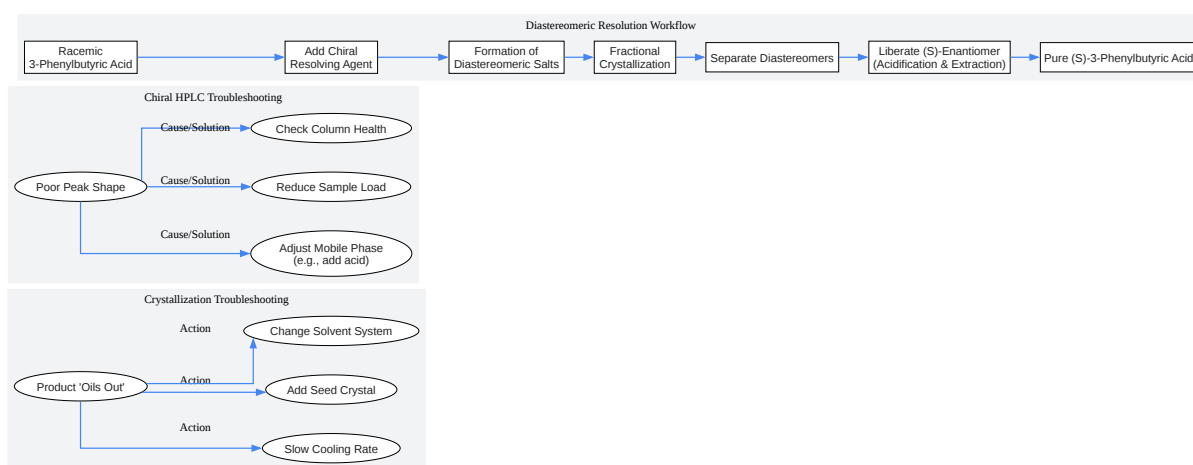 Diastereomeric Resolution Workflow
Racemic
3-Phenylbutyric Acid
Add Chiral
Resolving Agent
Formation of
Diastereomeric Salts
Fractional
Crystallization
Separate Diastereomers
Liberate (S)-Enantiomer
(Acidification & Extraction)
Pure (S)-3-Phenylbutyric Acid
Chiral HPLC Troubleshooting
Poor Peak Shape
Cause/Solution
Check Column Health
Cause/Solution
Reduce Sample Load
Cause/Solution
Adjust Mobile Phase
(e.g., add acid)
Crystallization Troubleshooting
Product 'Oils Out'
Action
Change Solvent System
Action
Add Seed Crystal
Action
Slow Cooling Rate